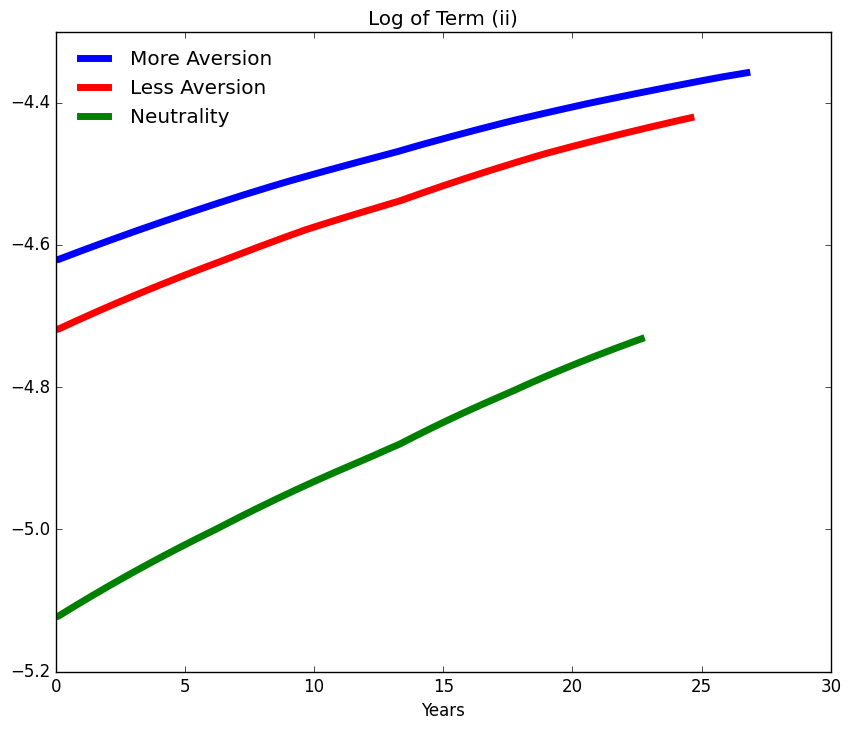 Log of Term (ii)
More Aversion
Less Aversion
Neutrality
−4.4
−4.6
−4.8
−5.0
−5.2
0 5 10 15 20 25 30
Years